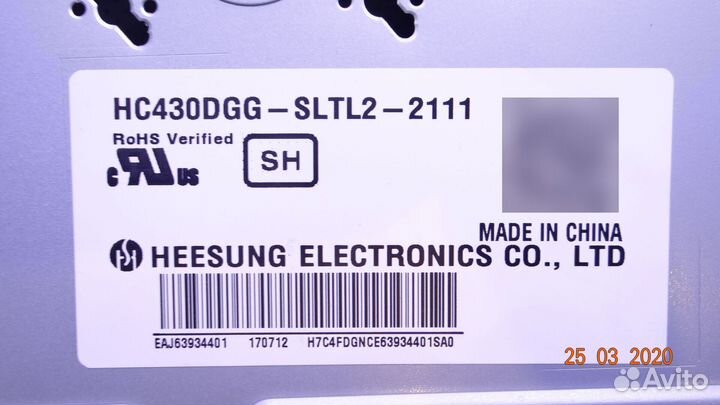 HC430DGG-SLTL2-2111
RoHS Verified
c RU us
SH
MADE IN CHINA
HEESUNG ELECTRONICS CO., LTD
EAJ63934401 170712 H7C4FDGNCE63934401SA0
25 03 2020
Avito